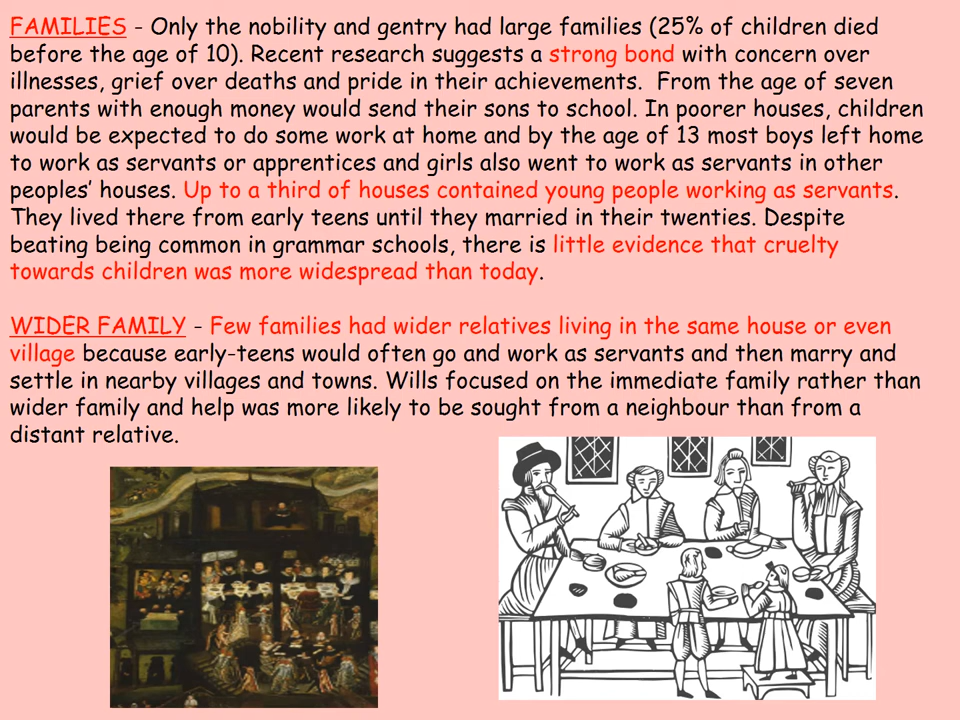 FAMILIES - Only the nobility and gentry had large families (25% of children died
before the age of 10). Recent research suggests a strong bond with concern over
illnesses, grief over deaths and pride in their achievements.  From the age of seven
parents with enough money would send their sons to school. In poorer houses, children
would be expected to do some work at home and by the age of 13 most boys left home
to work as servants or apprentices and girls also went to work as servants in other
peoples’ houses. Up to a third of houses contained young people working as servants.
They lived there from early teens until they married in their twenties. Despite
beating being common in grammar schools, there is little evidence that cruelty
towards children was more widespread than today.
WIDER FAMILY - Few families had wider relatives living in the same house or even
village because early-teens would often go and work as servants and then marry and
settle in nearby villages and towns. Wills focused on the immediate family rather than
wider family and help was more likely to be sought from a neighbour than from a
distant relative.